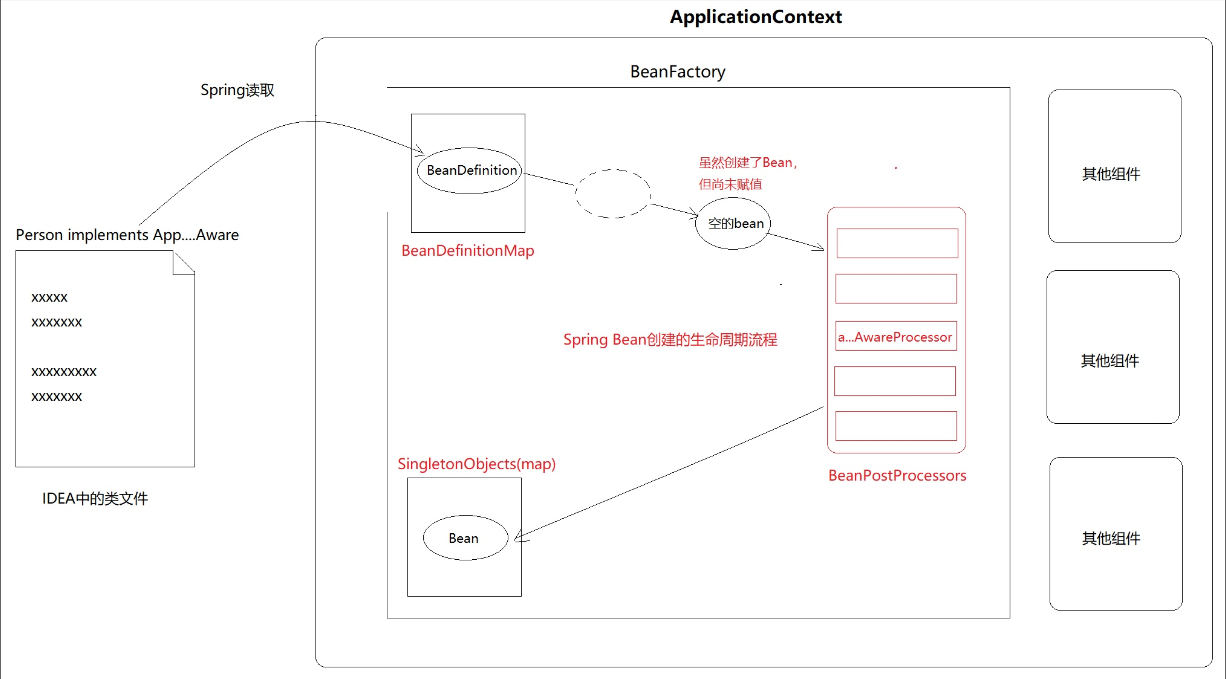 ApplicationContext
BeanFactory
Spring读取
BeanDefinition
虽然创建了Bean，
但尚未赋值
空的bean
其他组件
Person implements App....Aware
BeanDefinitionMap
xxxxx
xxxxxxx
xxxxxxxxx
xxxxxxx
Spring Bean创建的生命周期流程
a...AwareProcessor
其他组件
SingletonObjects(map)
BeanPostProcessors
IDEA中的类文件
Bean
其他组件